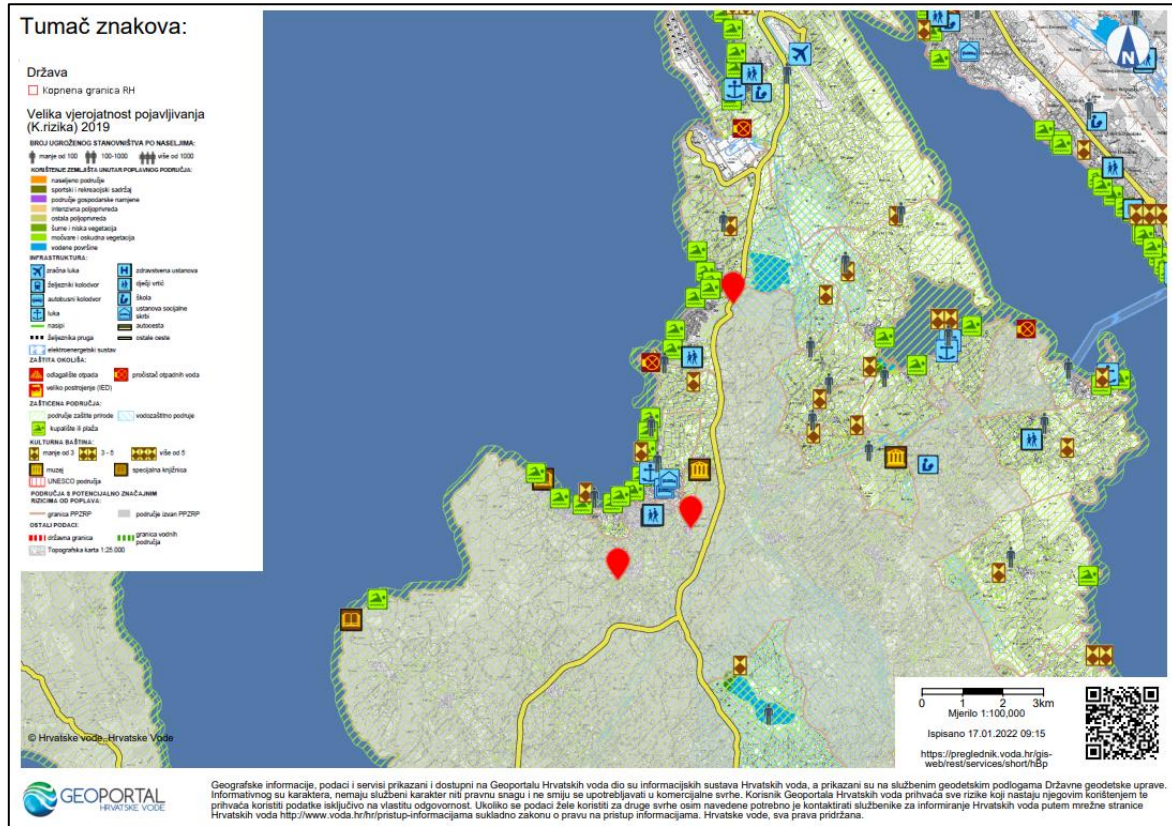 Tumač znakova:
Država
Kopnena granica RH
Velika vjerojatnost pojavljivanja
(K.rizika) 2019
BROJ UGROŽENOG STANOVNIŠTVA PO NASELJIMA:
manje od 100 100-1000 više od 1000
KORIŠTENJE ZEMLJIŠTA UNUTAR POPLAVNOG PODRUČJA:
naseljeno područje
sportski i rekreacijski sadržaj
područje gospodarske namjene
intenzivna poljoprivreda
ostala poljoprivreda
šume i niska vegetacija
močvare i oskudna vegetacija
vodene površine
INFRASTRUKTURA:
zračna luka zdravstvena ustanova
željeznički kolodvor dječji vrtić
autobusni kolodvor škola
luka ustanova socijalne
skrbi
nasipi autocesta
željeznička pruga ostale ceste
elektroenergetski sustav
ZAŠTITA OKOLIŠA:
odlagalište otpada pročistač otpadnih voda
veliko postrojenje (IED)
ZAŠTIĆENA PODRUČJA:
područje zaštite prirode vodozaštitno podruje
kupalište ili plaža
KULTURNA BAŠTINA:
manje od 3 3 - 5 više od 5
muzej specijalna knjižnica
UNESCO područja
PODRUČJA S POTENCIJALNO ZNAČAJNIM
RIZICIMA OD POPLAVA:
granica PPZRP područje izvan PPZRP
OSTALI PODACI:
državna granica granica vodnih
područja
Topografska karta 1:25.000
N
© Hrvatske vode, Hrvatske Vode
0 1 2 3km
Mjerilo 1:100,000
Ispisano 17.01.2022 09:15
https://preglednik.voda.hr/gis-
web/rest/services/short/hBp
GEOPORTAL
HRVATSKE VODE
Geografske informacije, podaci i servisi prikazani i dostupni na Geoportalu Hrvatskih voda dio su informacijskih sustava Hrvatskih voda, a prikazani su na službenim geodetskim podlogama Državne geodetske uprave.
Informativnog su karaktera, nemaju službeni karakter niti pravnu snagu i ne smiju se upotrebljavati u komercijalne svrhe. Korisnik Geoportala Hrvatskih voda prihvaća sve rizike koji nastaju njegovim korištenjem te
prihvaća koristiti podatke isključivo na vlastitu odgovornost. Ukoliko se podaci žele koristiti za druge svrhe osim navedene potrebno je kontaktirati službenike za informiranje Hrvatskih voda putem mrežne stranice
Hrvatskih voda http://www.voda.hr/hr/pristup-informacijama sukladno zakonu o pravu na pristup informacijama. Hrvatske vode, sva prava pridržana.